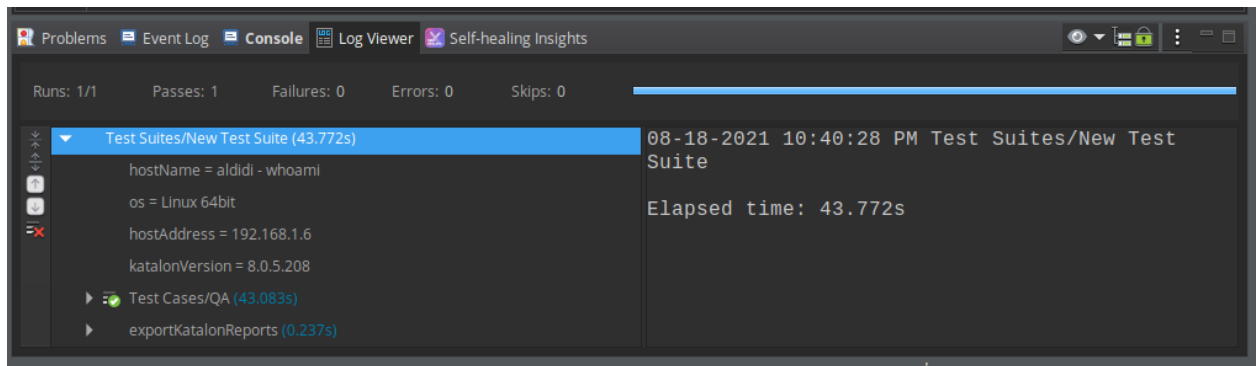 Problems Event Log Console Log Viewer Self-healing Insights
Runs: 1/1 Passes: 1 Failures: 0 Errors: 0 Skips: 0
Test Suites/New Test Suite (43.772s)
hostName = aldidi - whoami
os = Linux 64bit
hostAddress = 192.168.1.6
katalonVersion = 8.0.5.208
Test Cases/QA (43.083s)
exportKatalonReports (0.237s)
08-18-2021 10:40:28 PM Test Suites/New Test
Suite
Elapsed time: 43.772s